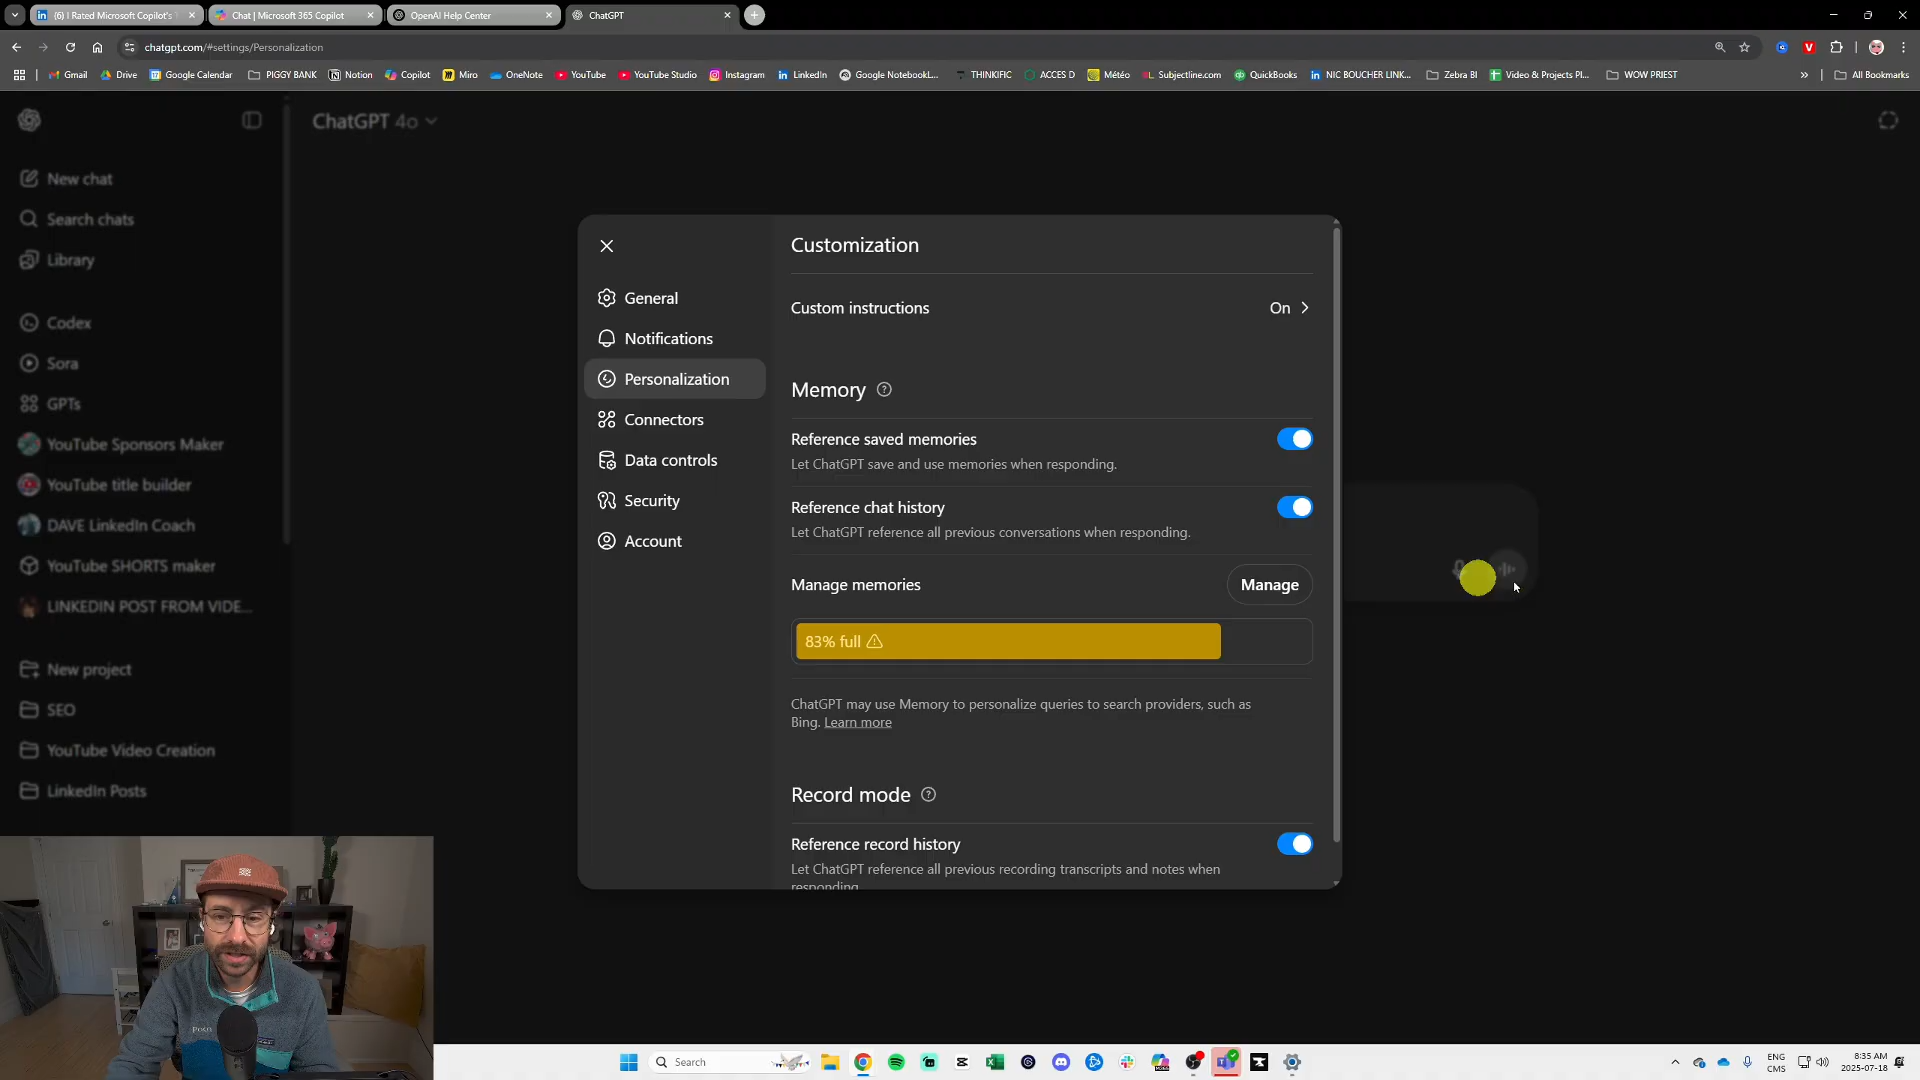 (6) I Rated Microsoft Copilot's
Chat | Microsoft 365 Copilot
OpenAI Help Center
ChatGPT
chatgpt.com/#settings/Personalization
Gmail
Drive
Google Calendar
PIGGY BANK
Notion
Copilot
Miro
OneNote
YouTube
YouTube Studio
Instagram
LinkedIn
Google NotebookL...
THINKIFIC
ACCES D
Météo
Subjectline.com
QuickBooks
NIC BOUCHER LINK...
Zebra BI
Video & Projects Pl...
WOW PRIEST
All Bookmarks
ChatGPT 4o
New chat
Search chats
Library
Codex
Sora
GPTs
YouTube Sponsors Maker
YouTube title builder
DAVE LinkedIn Coach
YouTube SHORTS maker
LINKEDIN POST FROM VIDE...
New project
SEO
YouTube Video Creation
LinkedIn Posts
General
Notifications
Personalization
Connectors
Data controls
Security
Account
Customization
Custom instructions
On
Memory
Reference saved memories
Let ChatGPT save and use memories when responding.
Reference chat history
Let ChatGPT reference all previous conversations when responding.
Manage memories
Manage
83% full
ChatGPT may use Memory to personalize queries to search providers, such as
Bing. Learn more
Record mode
Reference record history
Let ChatGPT reference all previous recording transcripts and notes when
responding.
Search
ENG
CMS
8:35 AM
2025-07-18